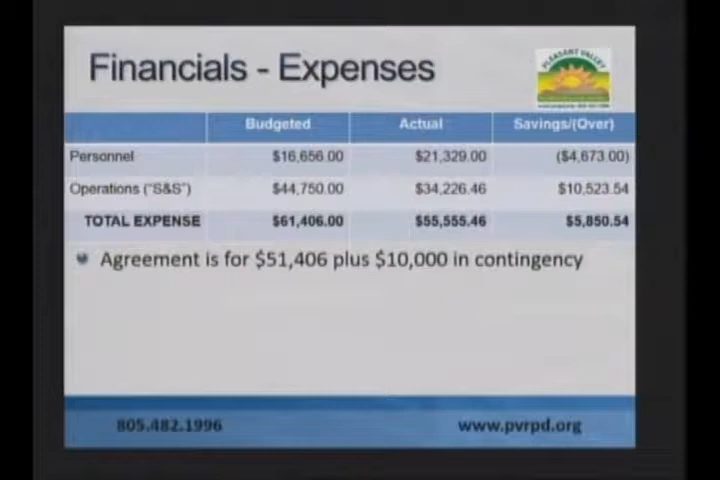 Financials - Expenses
PLEASANT VALLEY
Budgeted Actual Savings/(Over)
Personnel $16,656.00 $21,329.00 ($4,673.00)
Operations ("S&S") $44,750.00 $34,226.46 $10,523.54
TOTAL EXPENSE $61,406.00 $55,555.46 $5,850.54
Agreement is for $51,406 plus $10,000 in contingency
805.482.1996 www.pvrpd.org